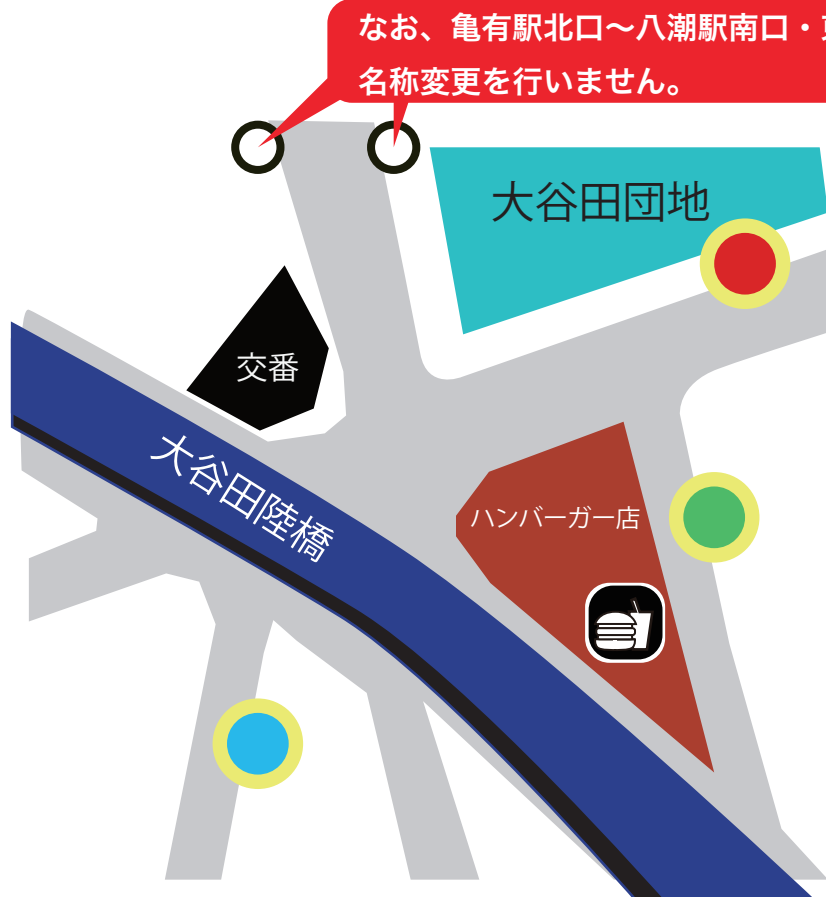 なお、亀有駅北口～八潮駅南口・
名称変更を行いません。
大谷田団地
交番
大谷田陸橋
ハンバーガー店